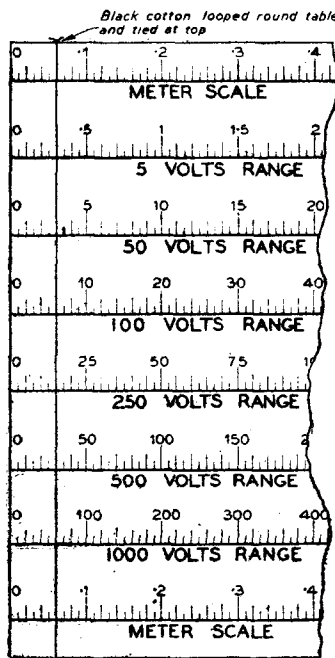 Black cotton looped round table
and tied at top
0 ·1 ·2 ·3 ·4
METER SCALE
0 ·5 1 1·5 2
5 VOLTS RANGE
0 5 10 15 20
50 VOLTS RANGE
0 10 20 30 40
100 VOLTS RANGE
0 25 50 75 10
250 VOLTS RANGE
0 50 100 150 2
500 VOLTS RANGE
0 100 200 300 400
1000 VOLTS RANGE
0 ·1 ·2 ·3 ·4
METER SCALE